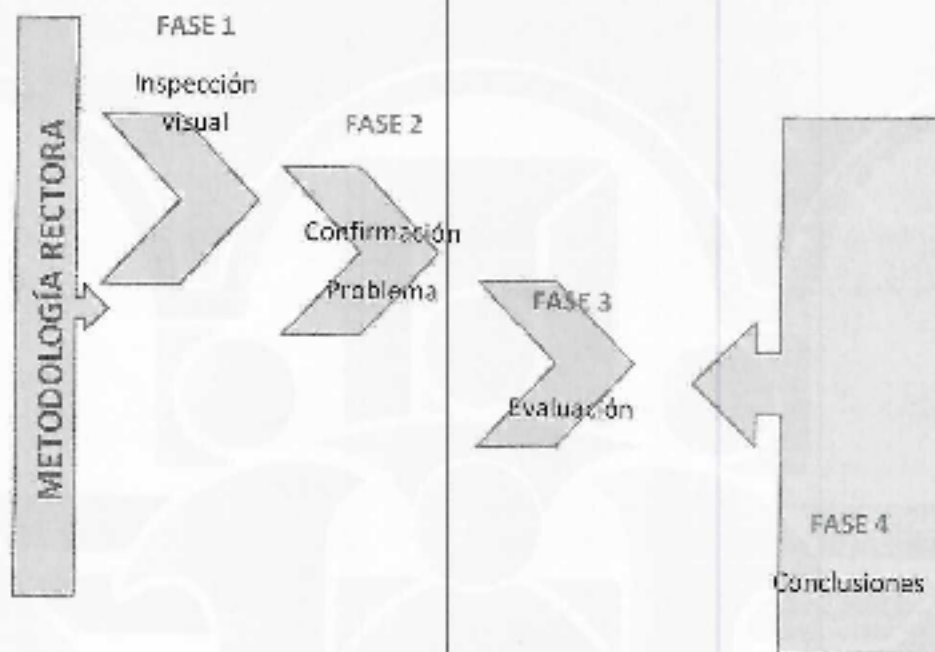 METODOLOGÍA RECTORA
FASE 1
Inspección
visual
FASE 2
Confirmación
Problema
FASE 3
Evaluación
FASE 4
Conclusiones